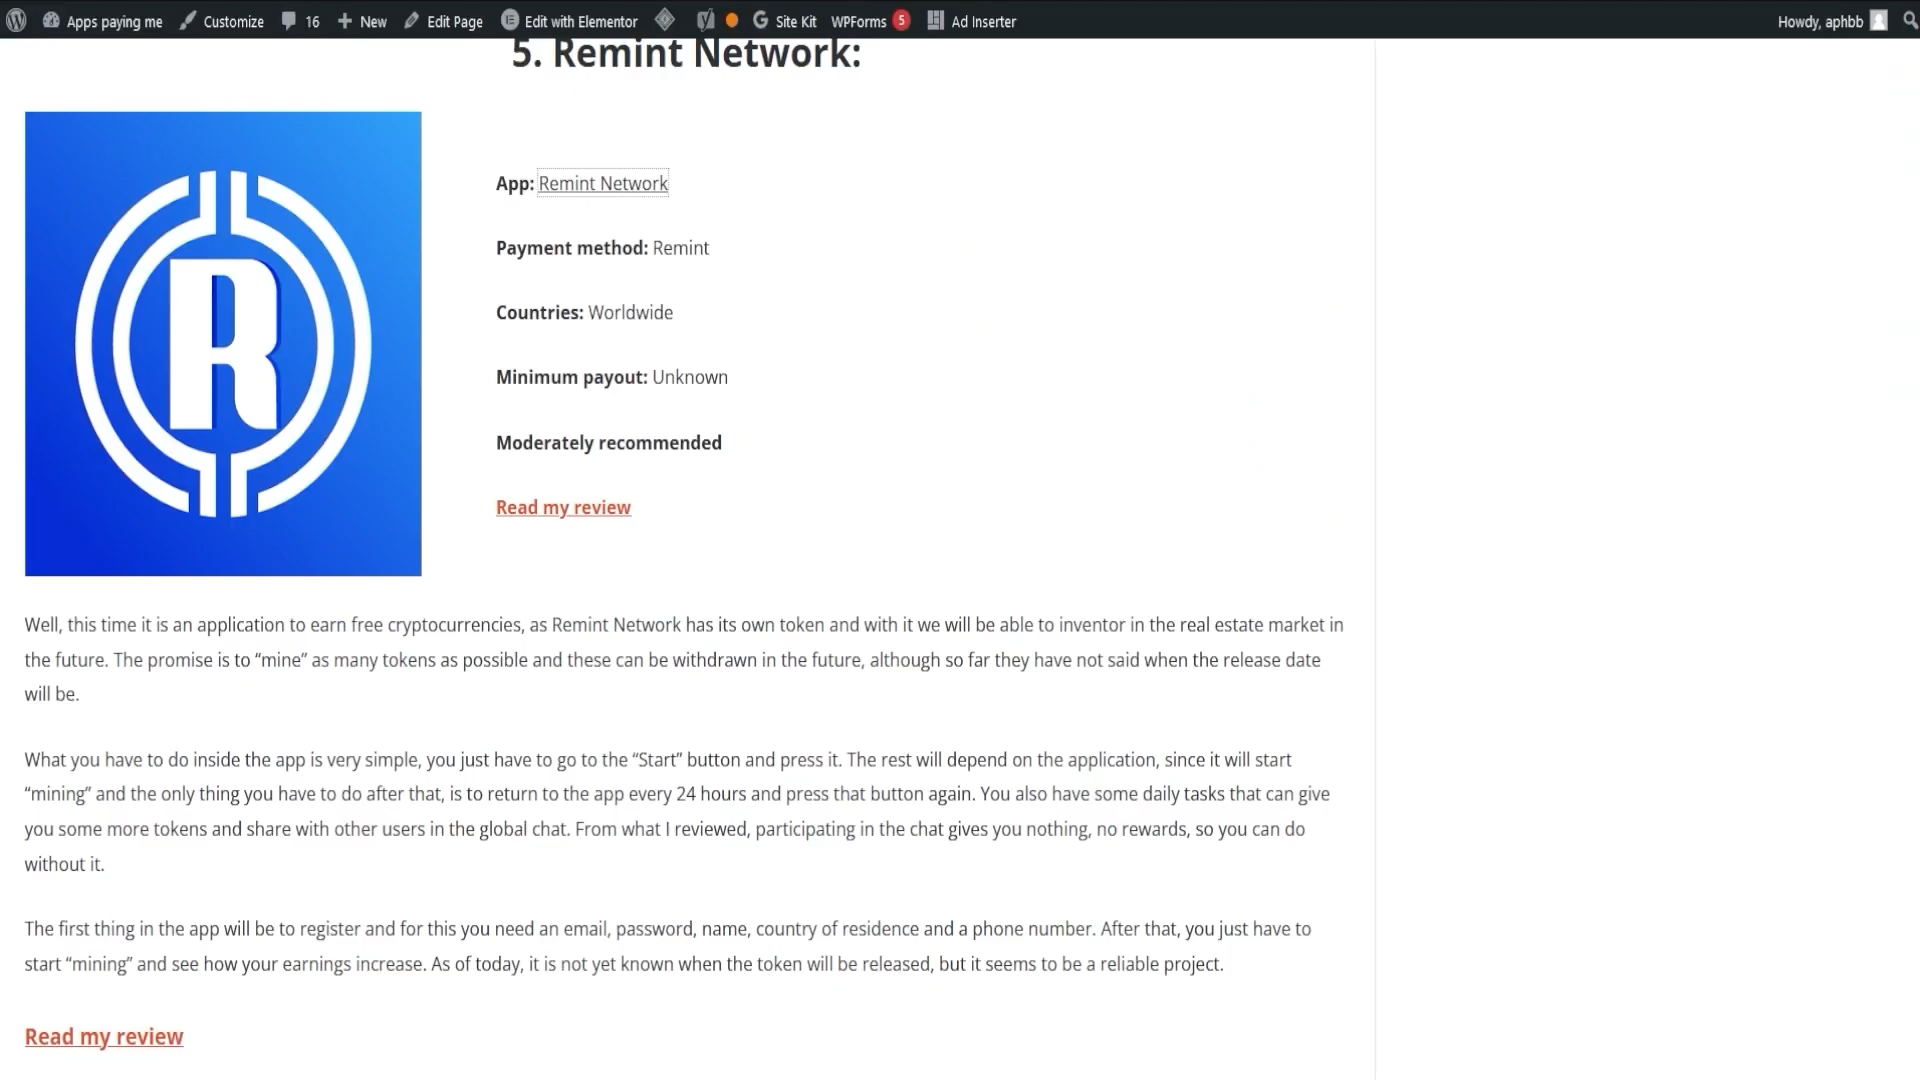 Apps paying me Customize 16 New Edit Page Edit with Elementor Site Kit WPForms 5 Ad Inserter Howdy, aphbb
5. Remint Network:
R
App: Remint Network
Payment method: Remint
Countries: Worldwide
Minimum payout: Unknown
Moderately recommended
Read my review
Well, this time it is an application to earn free cryptocurrencies, as Remint Network has its own token and with it we will be able to inventor in the real estate market in
the future. The promise is to “mine” as many tokens as possible and these can be withdrawn in the future, although so far they have not said when the release date
will be.
What you have to do inside the app is very simple, you just have to go to the “Start” button and press it. The rest will depend on the application, since it will start
“mining” and the only thing you have to do after that, is to return to the app every 24 hours and press that button again. You also have some daily tasks that can give
you some more tokens and share with other users in the global chat. From what I reviewed, participating in the chat gives you nothing, no rewards, so you can do
without it.
The first thing in the app will be to register and for this you need an email, password, name, country of residence and a phone number. After that, you just have to
start “mining” and see how your earnings increase. As of today, it is not yet known when the token will be released, but it seems to be a reliable project.
Read my review